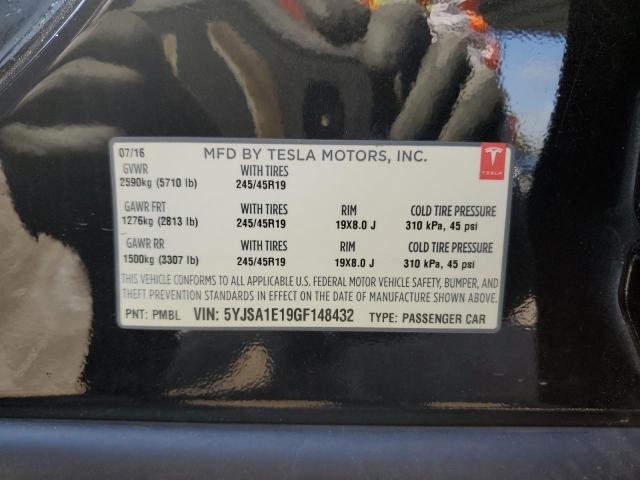 07/16 MFD BY TESLA MOTORS, INC.
TESLA
GVWR WITH TIRES
2590kg (5710 lb) 245/45R19
GAWR FRT WITH TIRES RIM COLD TIRE PRESSURE
1276kg (2813 lb) 245/45R19 19X8.0 J 310 kPa, 45 psi
GAWR RR WITH TIRES RIM COLD TIRE PRESSURE
1500kg (3307 lb) 245/45R19 19X8.0 J 310 kPa, 45 psi
THIS VEHICLE CONFORMS TO ALL APPLICABLE U.S. FEDERAL MOTOR VEHICLE SAFETY, BUMPER, AND
THEFT PREVENTION STANDARDS IN EFFECT ON THE DATE OF MANUFACTURE SHOWN ABOVE.
PNT: PMBL VIN: 5YJSA1E19GF148432 TYPE: PASSENGER CAR